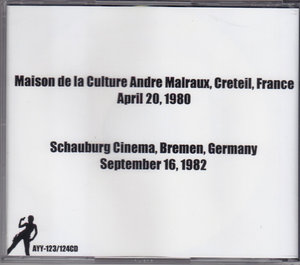 Maison de la Culture Andre Malraux, Creteil, France
April 20, 1980
Schauburg Cinema, Bremen, Germany
September 16, 1982
AYY-123/124CD